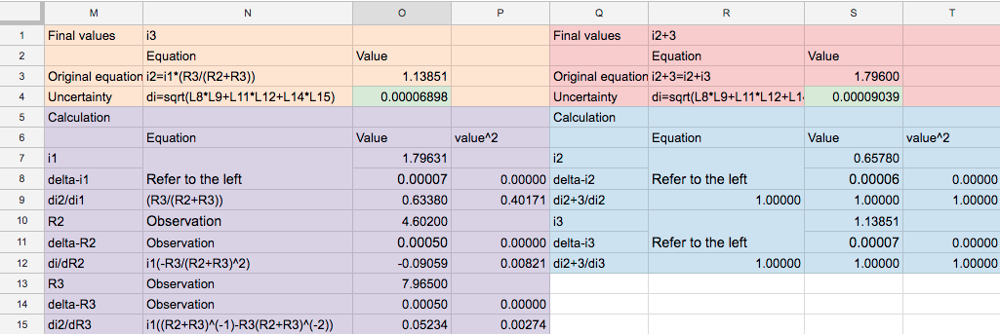 M N O P Q R S T
1 Final values i3 Final values i2+3
2 Equation Value Equation Value
3 Original equation i2=i1*(R3/(R2+R3)) 1.13851 Original equation i2+3=i2+i3 1.79600
4 Uncertainty di=sqrt(L8*L9+L11*L12+L14*L15) 0.00006898 Uncertainty di=sqrt(L8*L9+L11*L12+L1 0.00009039
5 Calculation Calculation
6 Equation Value value^2 Equation Value value^2
7 i1 1.79631 i2 0.65780
8 delta-i1 Refer to the left 0.00007 0.00000 delta-i2 Refer to the left 0.00006 0.00000
9 di2/di1 (R3/(R2+R3)) 0.63380 0.40171 di2+3/di2 1.00000 1.00000 1.00000
10 R2 Observation 4.60200 i3 1.13851
11 delta-R2 Observation 0.00050 0.00000 delta-i3 Refer to the left 0.00007 0.00000
12 di/dR2 i1(-R3/(R2+R3)^2) -0.09059 0.00821 di2+3/di3 1.00000 1.00000 1.00000
13 R3 Observation 7.96500
14 delta-R3 Observation 0.00050 0.00000
15 di2/dR3 i1((R2+R3)^(-1)-R3(R2+R3)^(-2)) 0.05234 0.00274